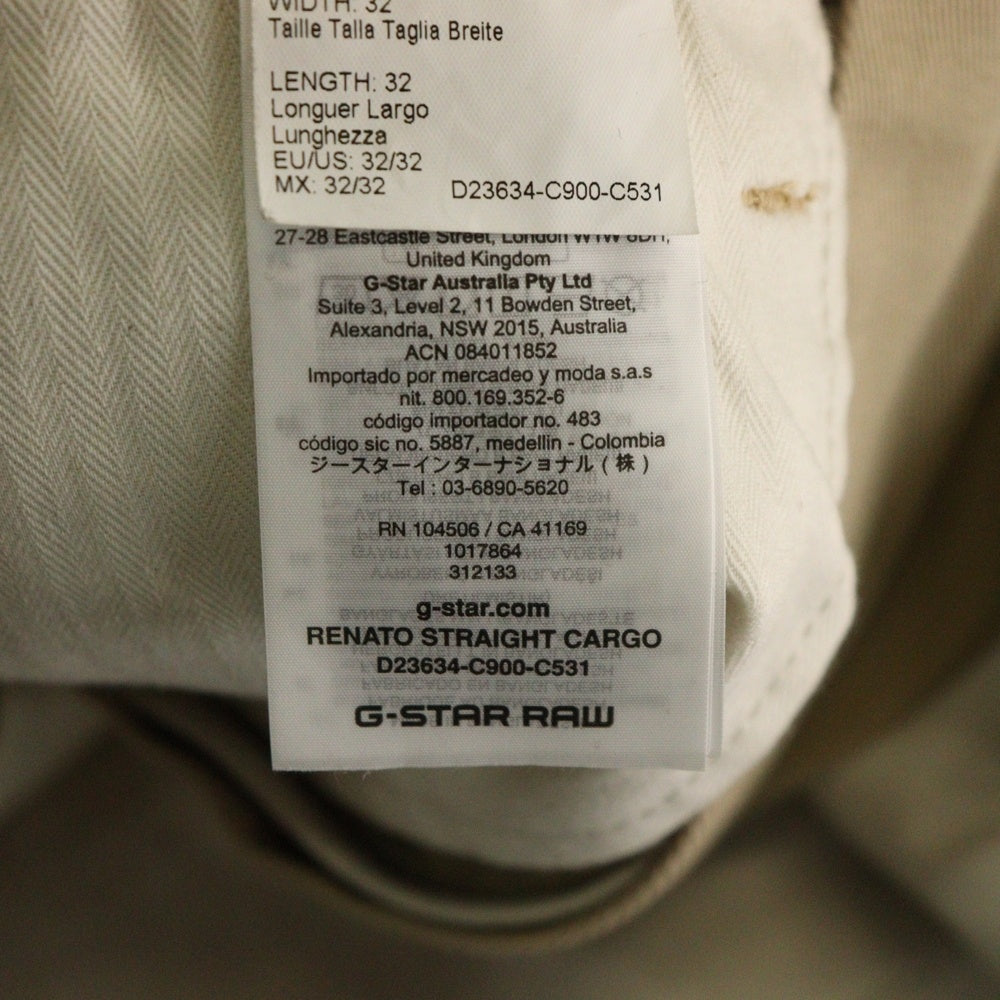 WIDTH: 32
Taille Talla Taglia Breite
LENGTH: 32
Longuer Largo
Lunghezza
EU/US: 32/32
MX: 32/32
D23634-C900-C531
27-28 Eastcastle Street, London W1W 8DH,
United Kingdom
G-Star Australia Pty Ltd
Suite 3, Level 2, 11 Bowden Street,
Alexandria, NSW 2015, Australia
ACN 084011852
Importado por mercadeo y moda s.a.s
nit. 800.169.352-6
código importador no. 483
código sic no. 5887, medellin - Colombia
ジースターインターナショナル(株)
Tel : 03-6890-5620
RN 104506 / CA 41169
1017864
312133
g-star.com
RENATO STRAIGHT CARGO
D23634-C900-C531
G-STAR RAW